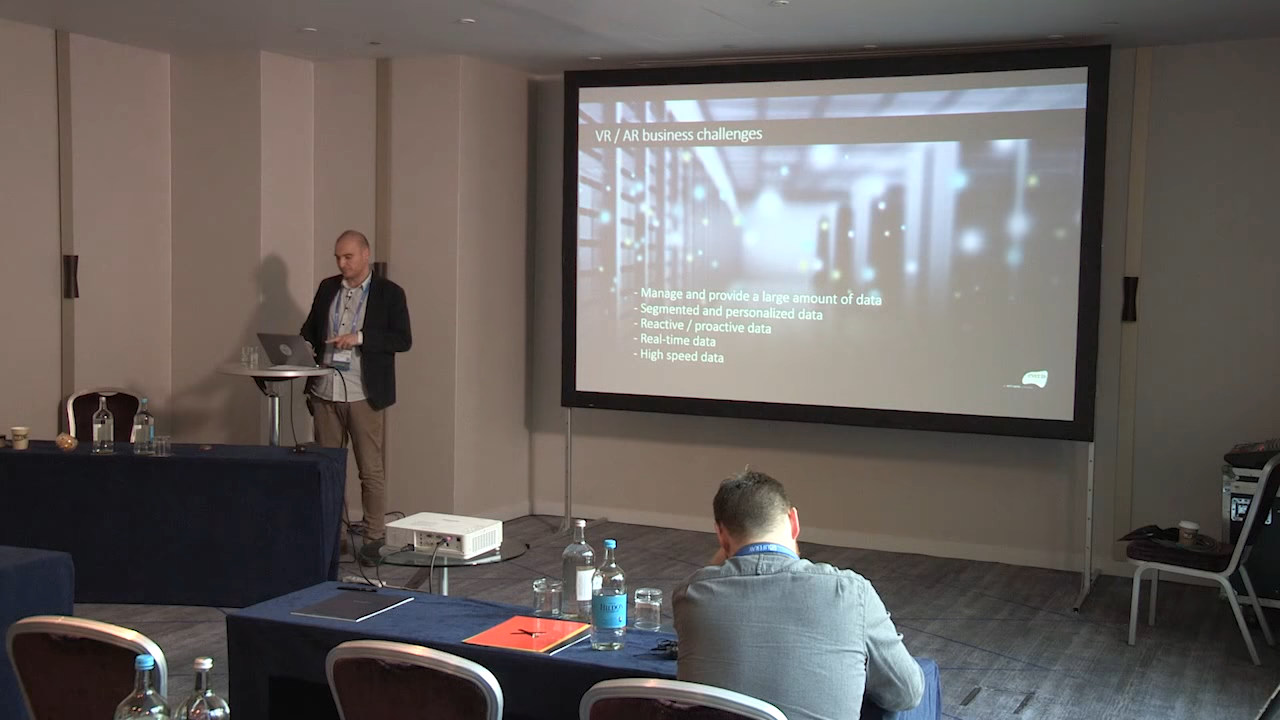 VR / AR business challenges
- Manage and provide a large amount of data
- Segmented and personalized data
- Reactive / proactive data
- Real-time data
- High speed data
HILDON